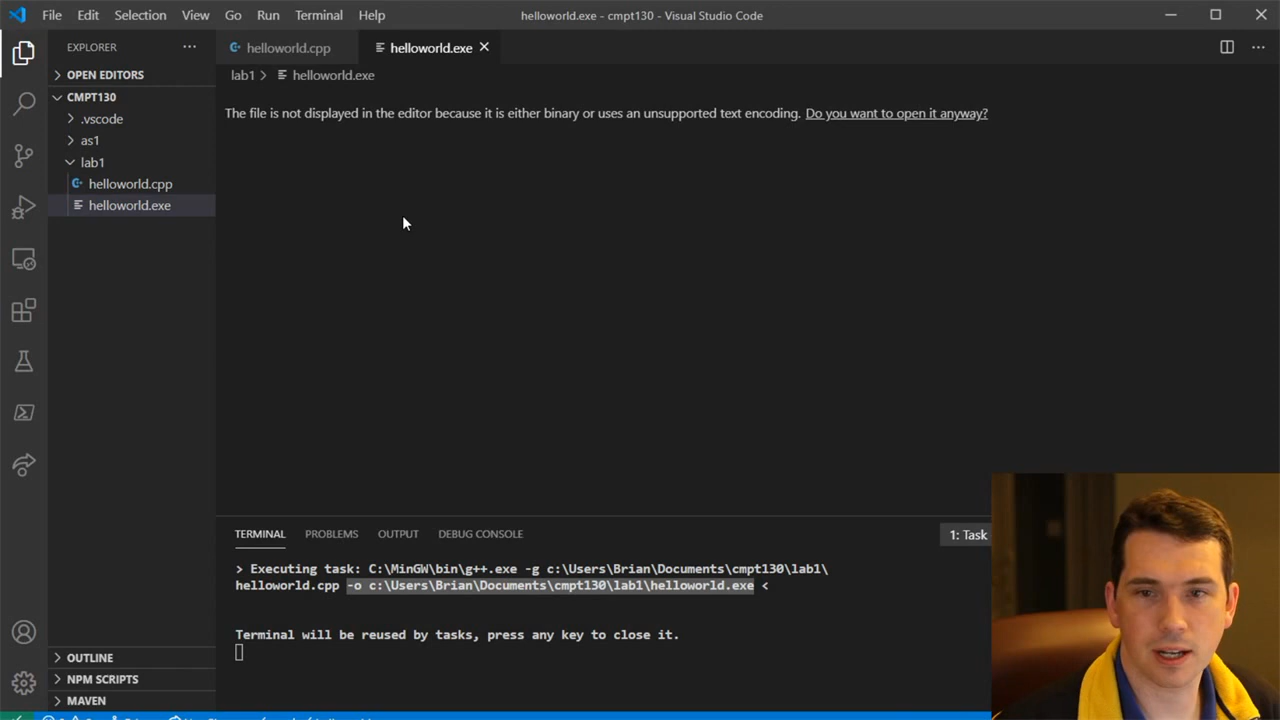 File Edit Selection View Go Run Terminal Help
helloworld.exe - cmpt130 - Visual Studio Code
EXPLORER
helloworld.cpp
helloworld.exe
OPEN EDITORS
lab1 > helloworld.exe
CMPT130
The file is not displayed in the editor because it is either binary or uses an unsupported text encoding. Do you want to open it anyway?
.vscode
as1
lab1
helloworld.cpp
helloworld.exe
TERMINAL PROBLEMS OUTPUT DEBUG CONSOLE
1: Task
> Executing task: C:\MinGW\bin\g++.exe -g c:\Users\Brian\Documents\cmpt130\lab1\
helloworld.cpp -o c:\Users\Brian\Documents\cmpt130\lab1\helloworld.exe <
Terminal will be reused by tasks, press any key to close it.
OUTLINE
NPM SCRIPTS
MAVEN